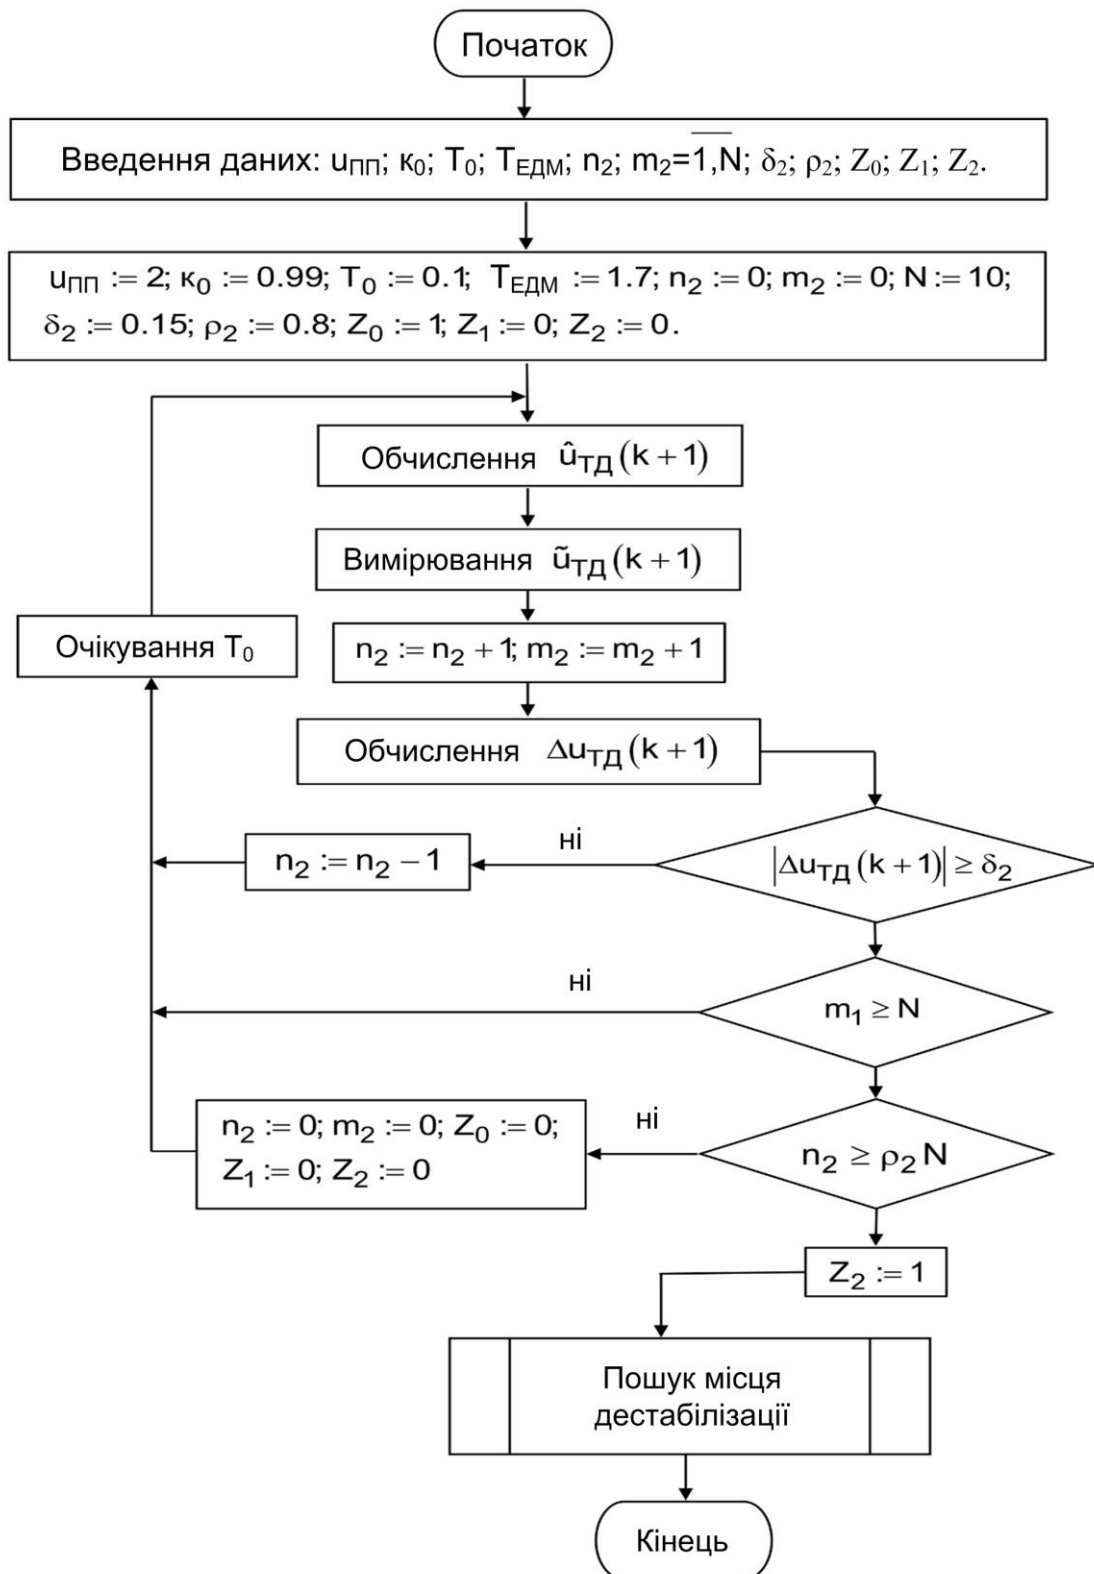 Початок
Введення даних: uПП; к₀; T₀; TЕДМ; n₂; m₂=1,N̅; δ₂; ρ₂; Z₀; Z₁; Z₂.
uПП := 2; к₀ := 0.99; T₀ := 0.1; TЕДМ := 1.7; n₂ := 0; m₂ := 0; N := 10;
δ₂ := 0.15; ρ₂ := 0.8; Z₀ := 1; Z₁ := 0; Z₂ := 0.
Обчислення ûТД(k + 1)
Вимірювання ũТД(k + 1)
Очікування T₀
n₂ := n₂ + 1; m₂ := m₂ + 1
Обчислення ΔuТД(k + 1)
ні
n₂ := n₂ − 1
|ΔuТД(k + 1)| ≥ δ₂
ні
m₁ ≥ N
n₂ := 0; m₂ := 0; Z₀ := 0;
Z₁ := 0; Z₂ := 0
ні
n₂ ≥ ρ₂ N
Z₂ := 1
Пошук місця
дестабілізації
Кінець